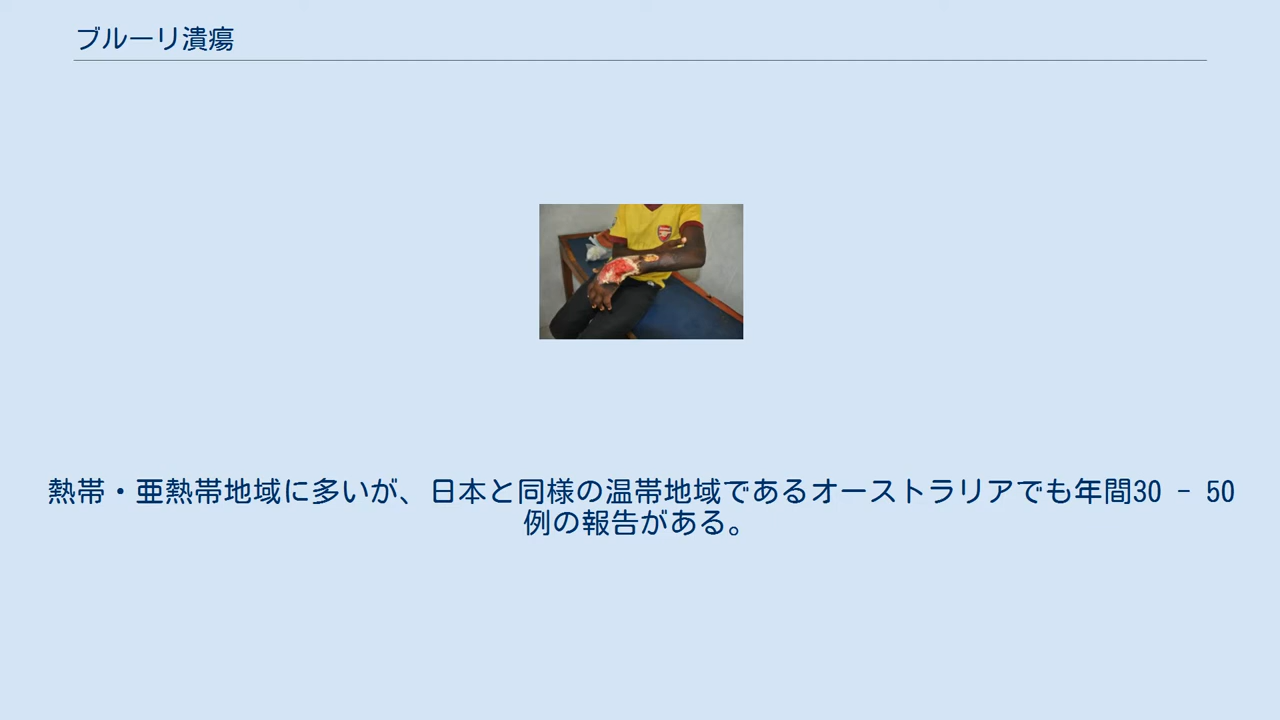 ブルーリ潰瘍
熱帯・亜熱帯地域に多いが、日本と同様の温帯地域であるオーストラリアでも年間30 - 50
例の報告がある。